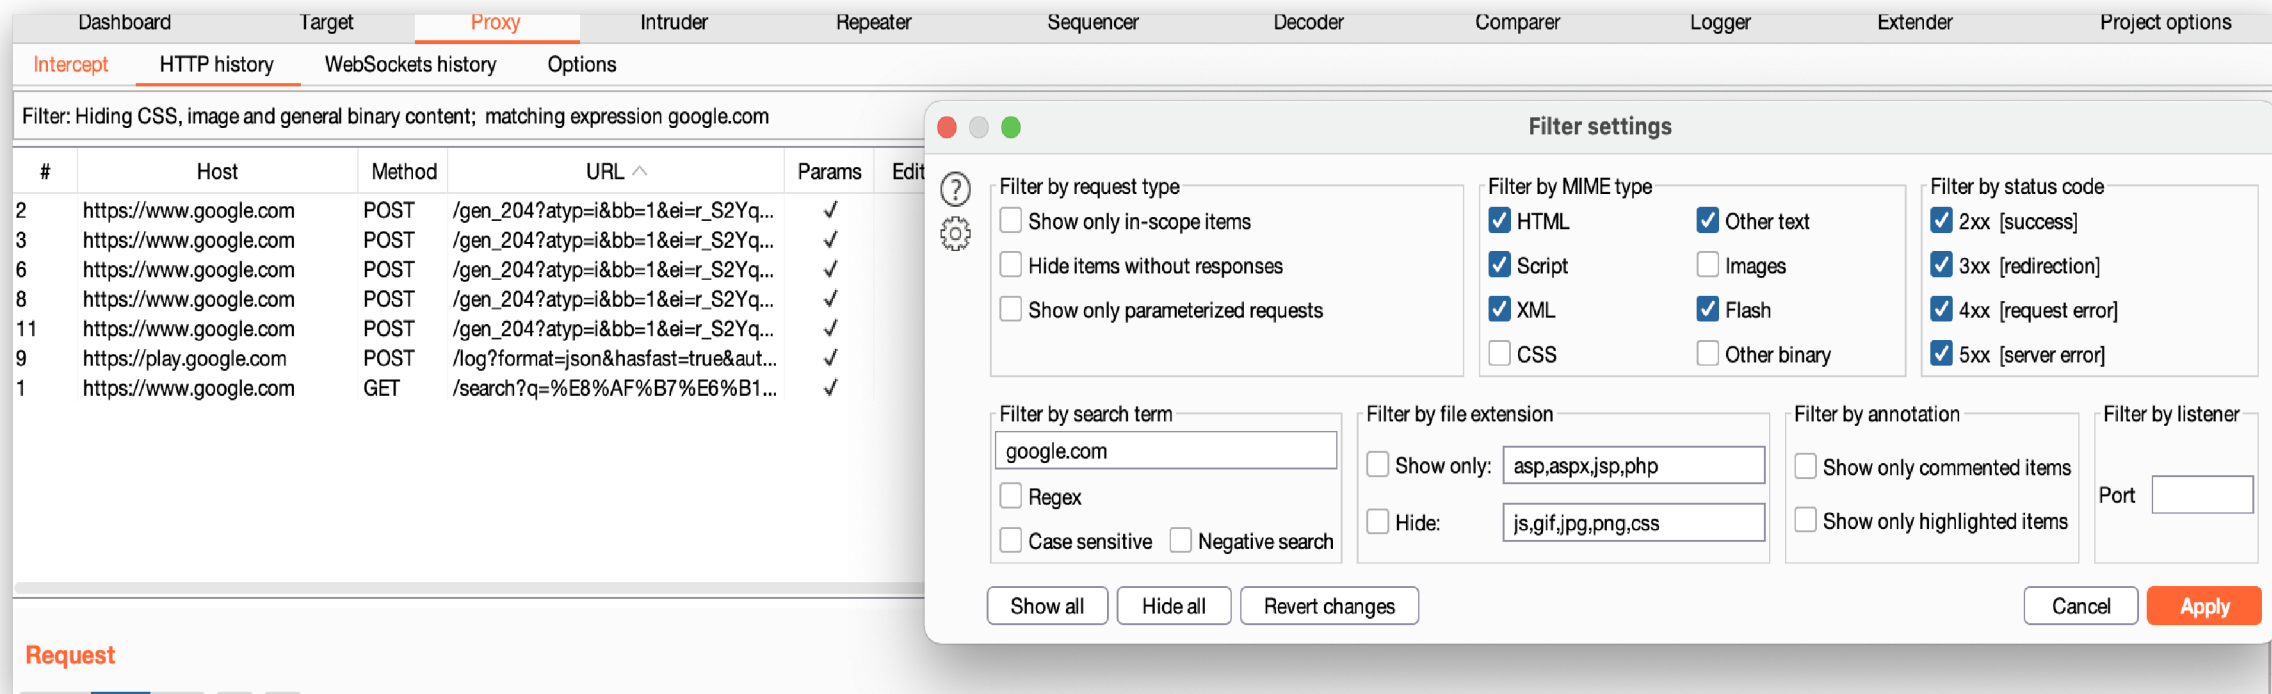 Dashboard Target Proxy Intruder Repeater Sequencer Decoder Comparer Logger Extender Project options
Intercept HTTP history WebSockets history Options
Filter: Hiding CSS, image and general binary content; matching expression google.com
# Host Method URL Params Edit
2 https://www.google.com POST /gen_204?atyp=i&bb=1&ei=r_S2Yq... ✓
3 https://www.google.com POST /gen_204?atyp=i&bb=1&ei=r_S2Yq... ✓
6 https://www.google.com POST /gen_204?atyp=i&bb=1&ei=r_S2Yq... ✓
8 https://www.google.com POST /gen_204?atyp=i&bb=1&ei=r_S2Yq... ✓
11 https://www.google.com POST /gen_204?atyp=i&bb=1&ei=r_S2Yq... ✓
9 https://play.google.com POST /log?format=json&hasfast=true&aut... ✓
1 https://www.google.com GET /search?q=%E8%AF%B7%E6%B1... ✓
Request
Filter settings
Filter by request type
Show only in-scope items
Hide items without responses
Show only parameterized requests
Filter by MIME type
HTML Other text
Script Images
XML Flash
CSS Other binary
Filter by status code
2xx [success]
3xx [redirection]
4xx [request error]
5xx [server error]
Filter by search term
google.com
Regex
Case sensitive Negative search
Filter by file extension
Show only: asp,aspx,jsp,php
Hide: js,gif,jpg,png,css
Filter by annotation
Show only commented items
Show only highlighted items
Filter by listener
Port
Show all Hide all Revert changes Cancel Apply